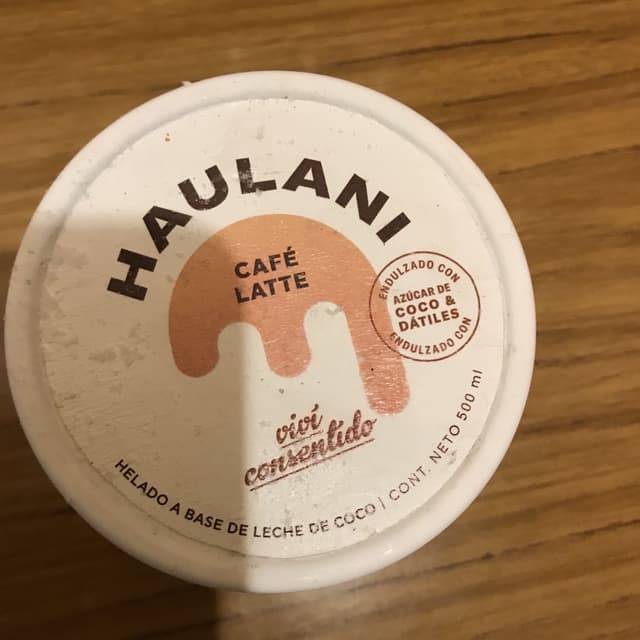 HAULANI
CAFÉ
LATTE
ENDULZADO CON
AZÚCAR DE
COCO &
DÁTILES
ENDULZADO CON
viví
consentido
HELADO A BASE DE LECHE DE COCO | CONT. NETO 500 ml